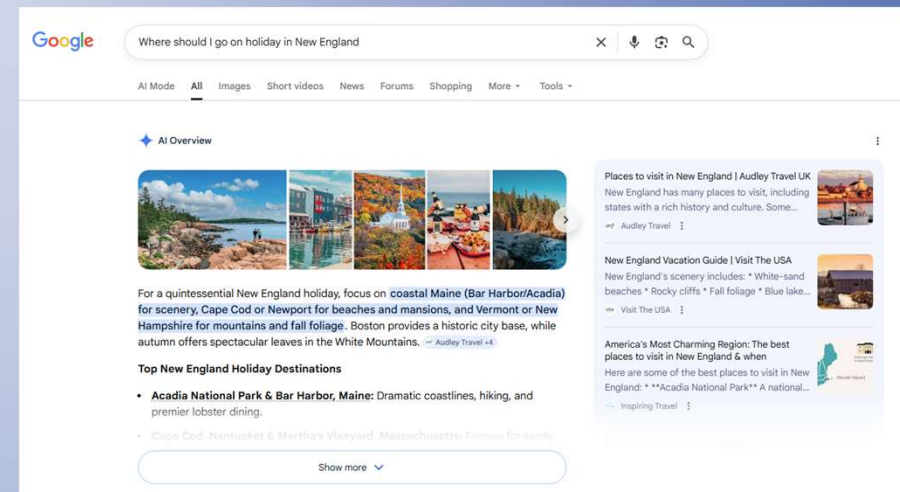 Google
Where should I go on holiday in New England
AI Mode All Images Short videos News Forums Shopping More Tools
AI Overview
For a quintessential New England holiday, focus on coastal Maine (Bar Harbor/Acadia)
for scenery, Cape Cod or Newport for beaches and mansions, and Vermont or New
Hampshire for mountains and fall foliage. Boston provides a historic city base, while
autumn offers spectacular leaves in the White Mountains. Audley Travel +4
Top New England Holiday Destinations
• Acadia National Park & Bar Harbor, Maine: Dramatic coastlines, hiking, and
premier lobster dining.
• Cape Cod, Nantucket & Martha's Vineyard, Massachusetts: Famous for sandy
Show more
Places to visit in New England | Audley Travel UK
New England has many places to visit, including
states with a rich history and culture. Some...
Audley Travel
New England Vacation Guide | Visit The USA
New England's scenery includes: * White-sand
beaches * Rocky cliffs * Fall foliage * Blue lake...
Visit The USA
America's Most Charming Region: The best
places to visit in New England & when
Here are some of the best places to visit in New
England: * **Acadia National Park** A national...
Inspiring Travel